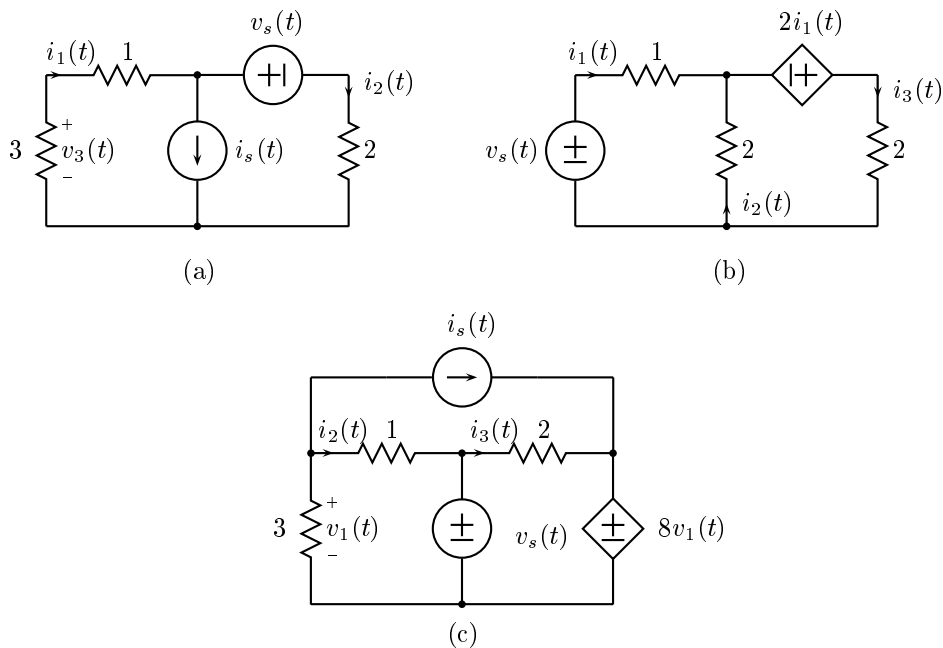 v_s(t) 2i_1(t)
i_1(t) 1 i_2(t) i_1(t) 1 i_3(t)
3 + v_3(t) - i_s(t) 2 v_s(t) 2 2
i_2(t)
(a) (b)
i_s(t)
i_2(t) 1 i_3(t) 2
3 + v_1(t) - v_s(t) 8v_1(t)
(c)